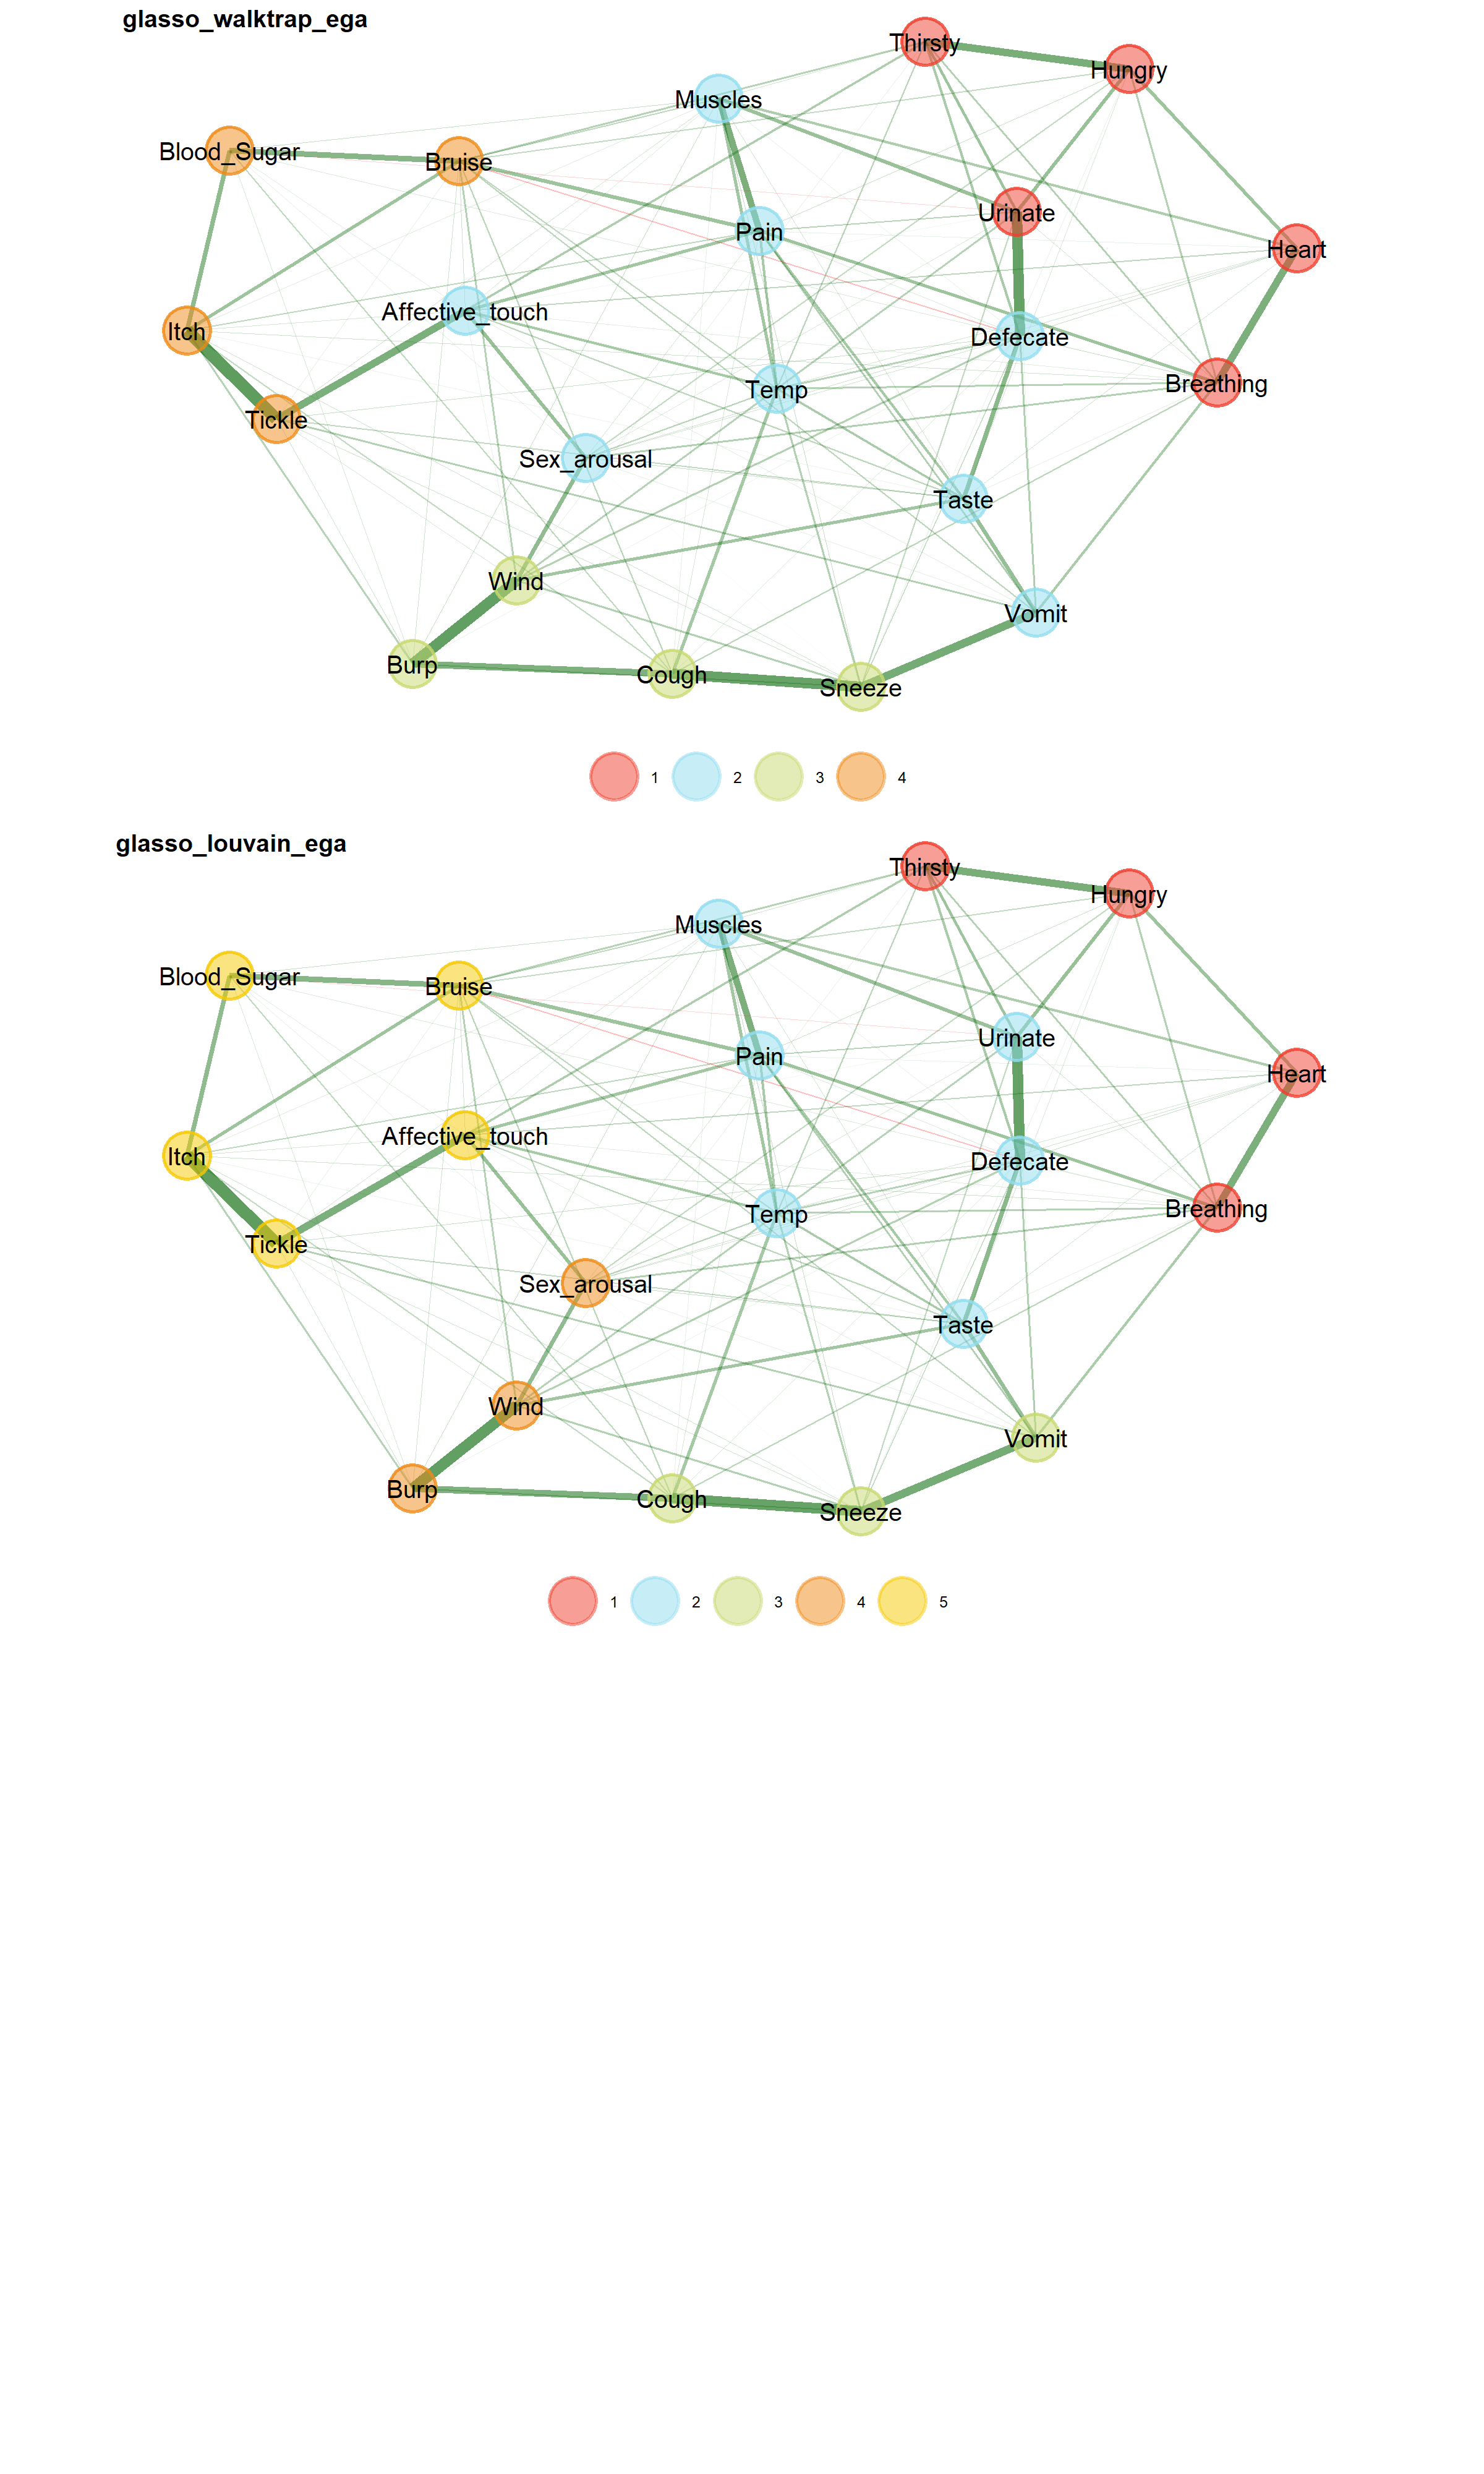 glasso_walktrap_ega
Thirsty
Hungry
Muscles
Blood_Sugar
Bruise
Urinate
Pain
Heart
Affective_touch
Itch
Defecate
Temp
Breathing
Tickle
Sex_arousal
Taste
Wind
Vomit
Burp
Cough
Sneeze
1 2 3 4
glasso_louvain_ega
Thirsty
Hungry
Muscles
Blood_Sugar
Bruise
Urinate
Pain
Heart
Affective_touch
Itch
Defecate
Temp
Breathing
Tickle
Sex_arousal
Taste
Wind
Vomit
Burp
Cough
Sneeze
1 2 3 4 5